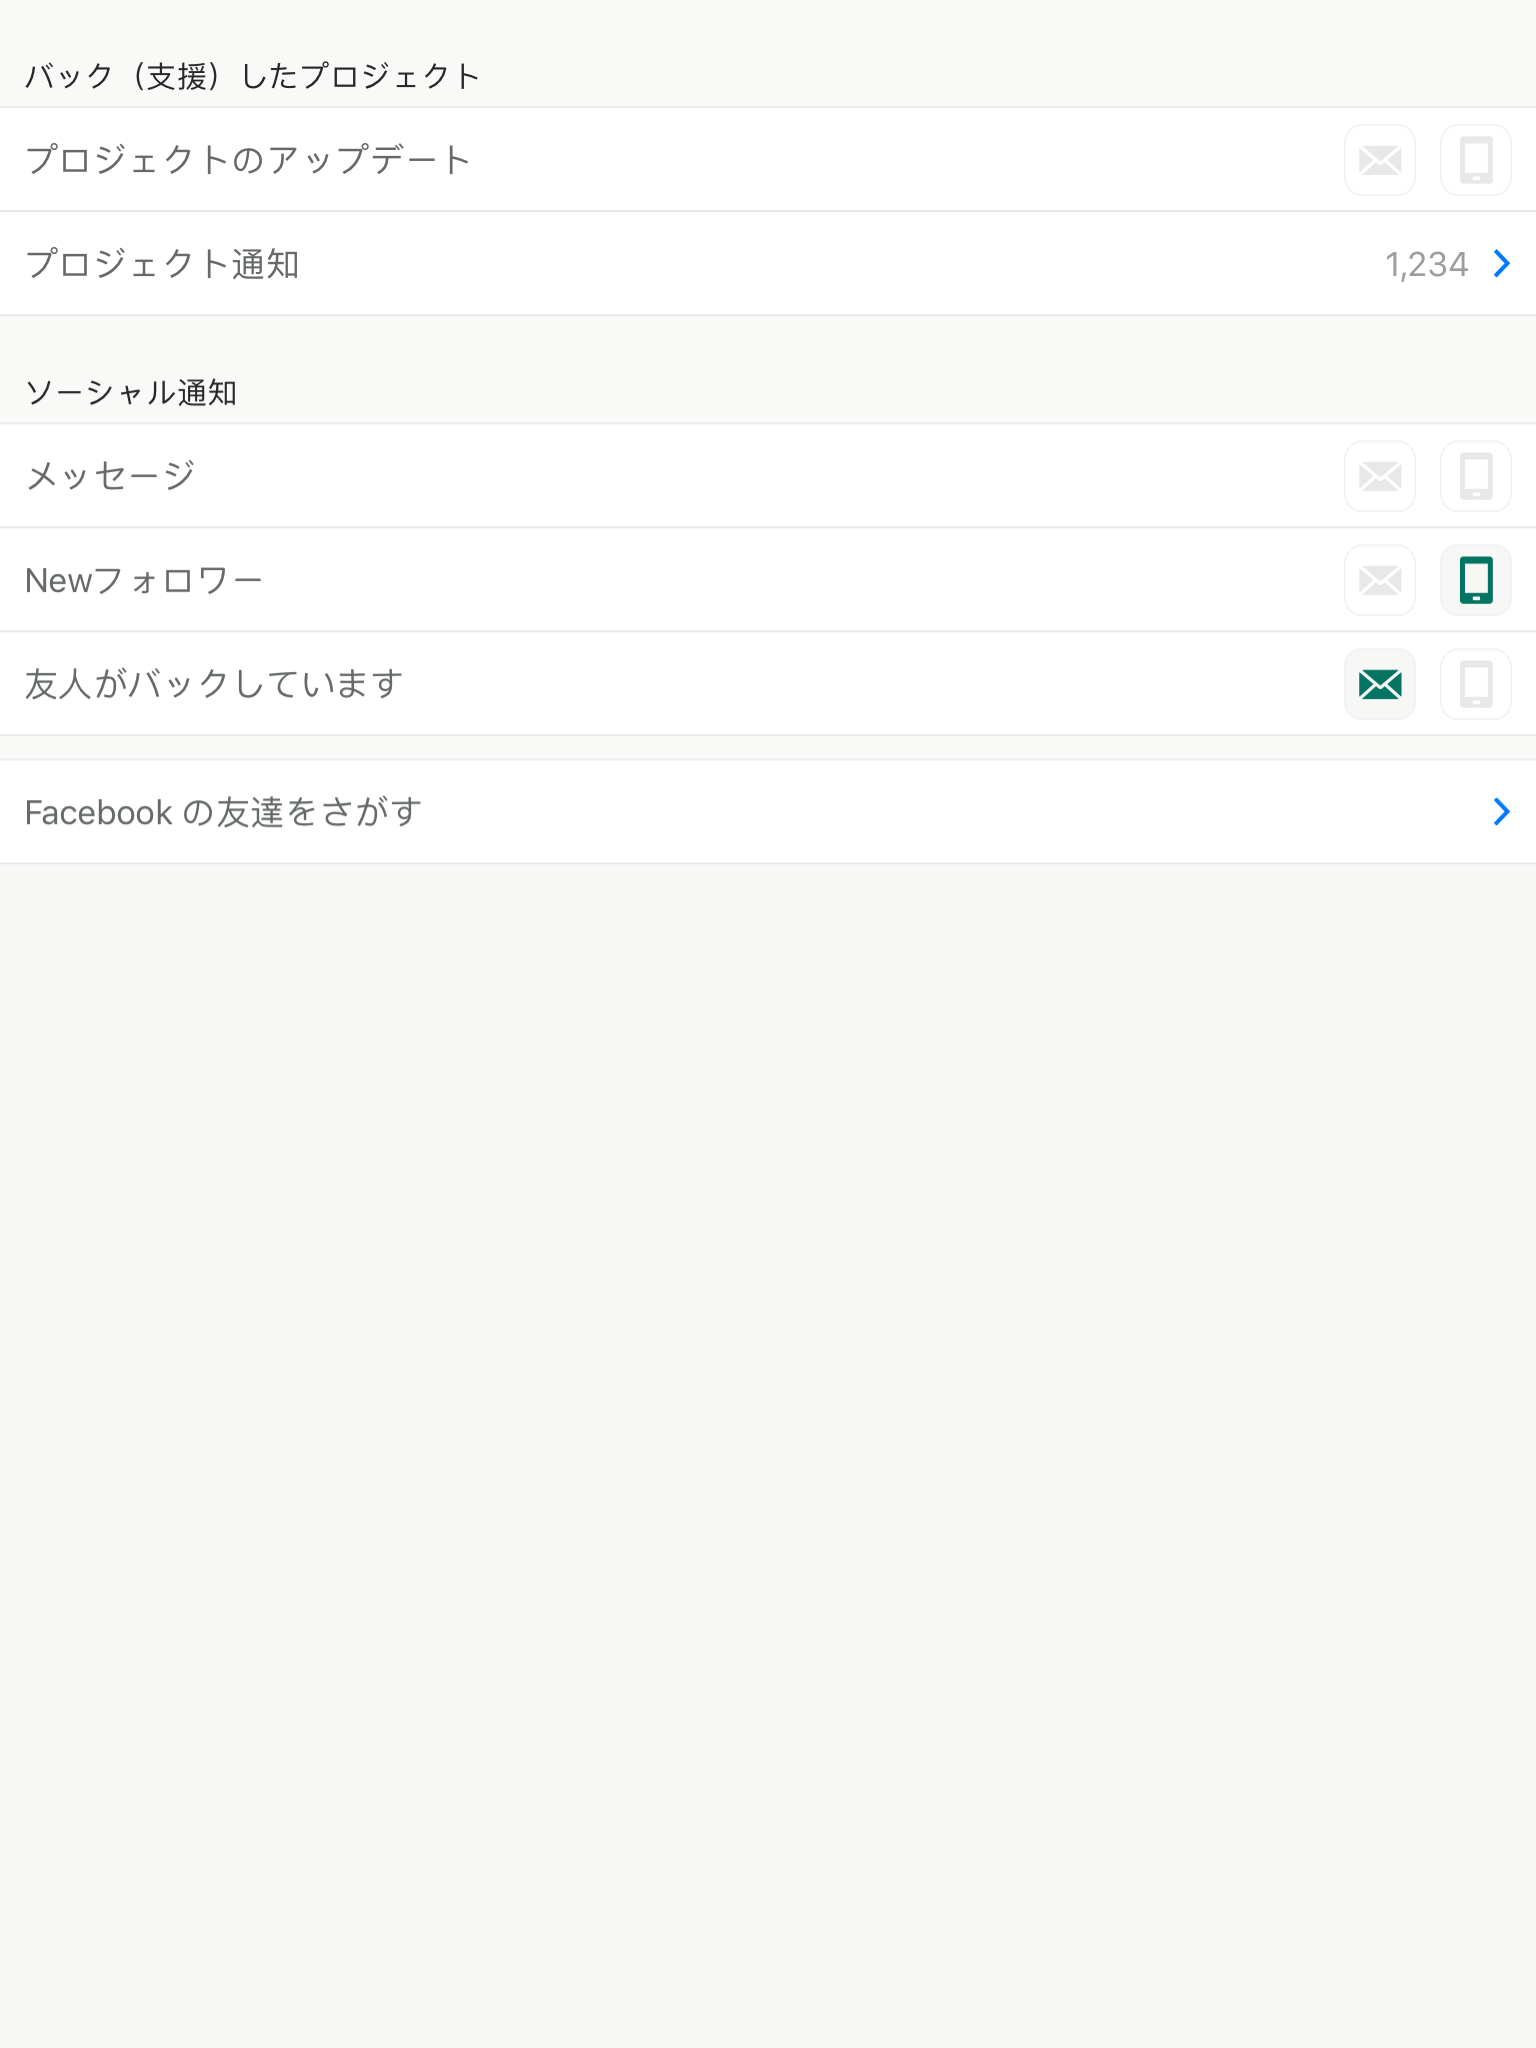 バック（支援）したプロジェクト
プロジェクトのアップデート
プロジェクト通知 1,234
ソーシャル通知
メッセージ
Newフォロワー
友人がバックしています
Facebook の友達をさがす